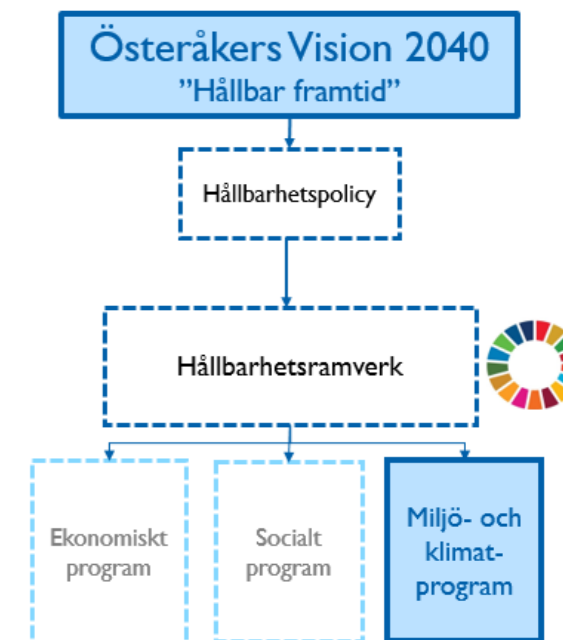 Österåkers Vision 2040
”Hållbar framtid”
Hållbarhetspolicy
Hållbarhetsramverk
Ekonomiskt
program
Socialt
program
Miljö- och
klimat-
program